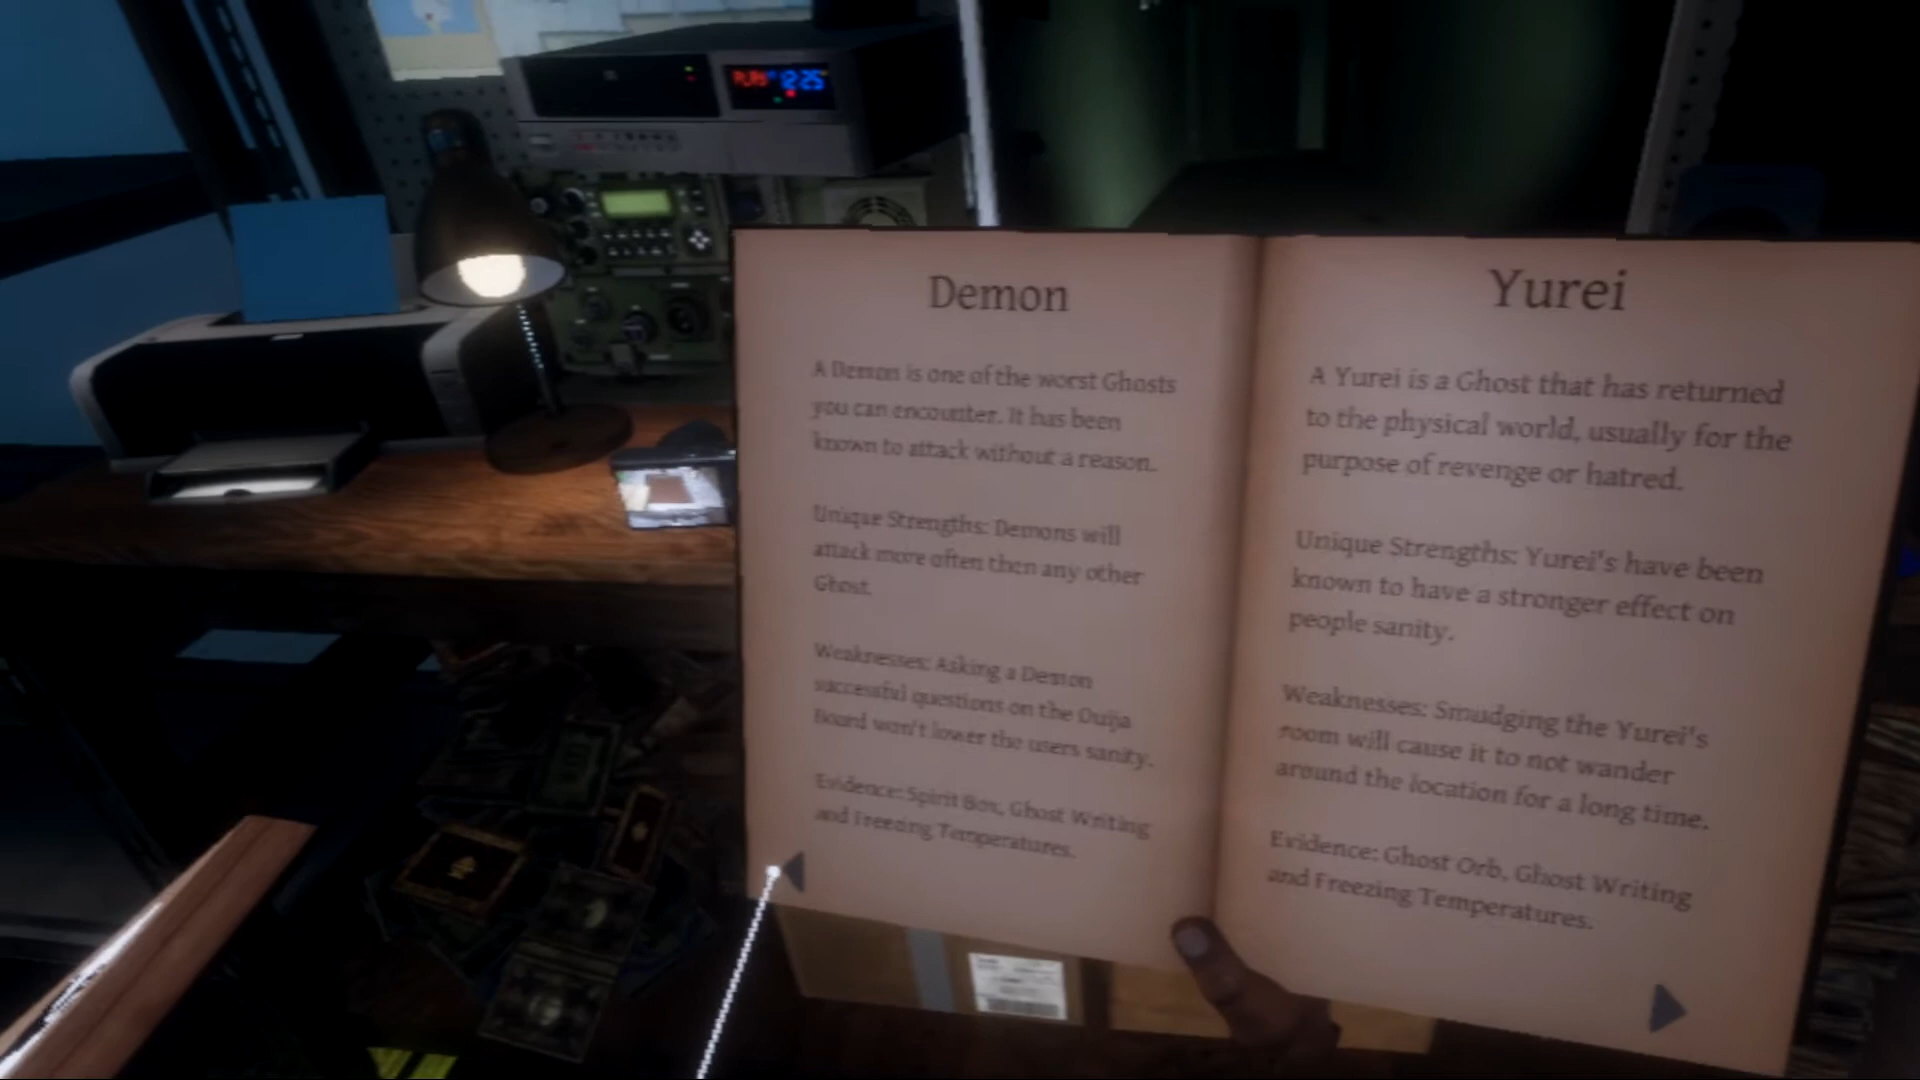 PLAY 12:25
Demon
A Demon is one of the worst Ghosts
you can encounter. It has been
known to attack without a reason.
Unique Strengths: Demons will
attack more often then any other
Ghost.
Weaknesses: Asking a Demon
successful questions on the Ouija
Board won't lower the users sanity.
Evidence: Spirit Box, Ghost Writing
and Freezing Temperatures.
Yurei
A Yurei is a Ghost that has returned
to the physical world, usually for the
purpose of revenge or hatred.
Unique Strengths: Yurei's have been
known to have a stronger effect on
people sanity.
Weaknesses: Smudging the Yurei's
room will cause it to not wander
around the location for a long time.
Evidence: Ghost Orb, Ghost Writing
and Freezing Temperatures.